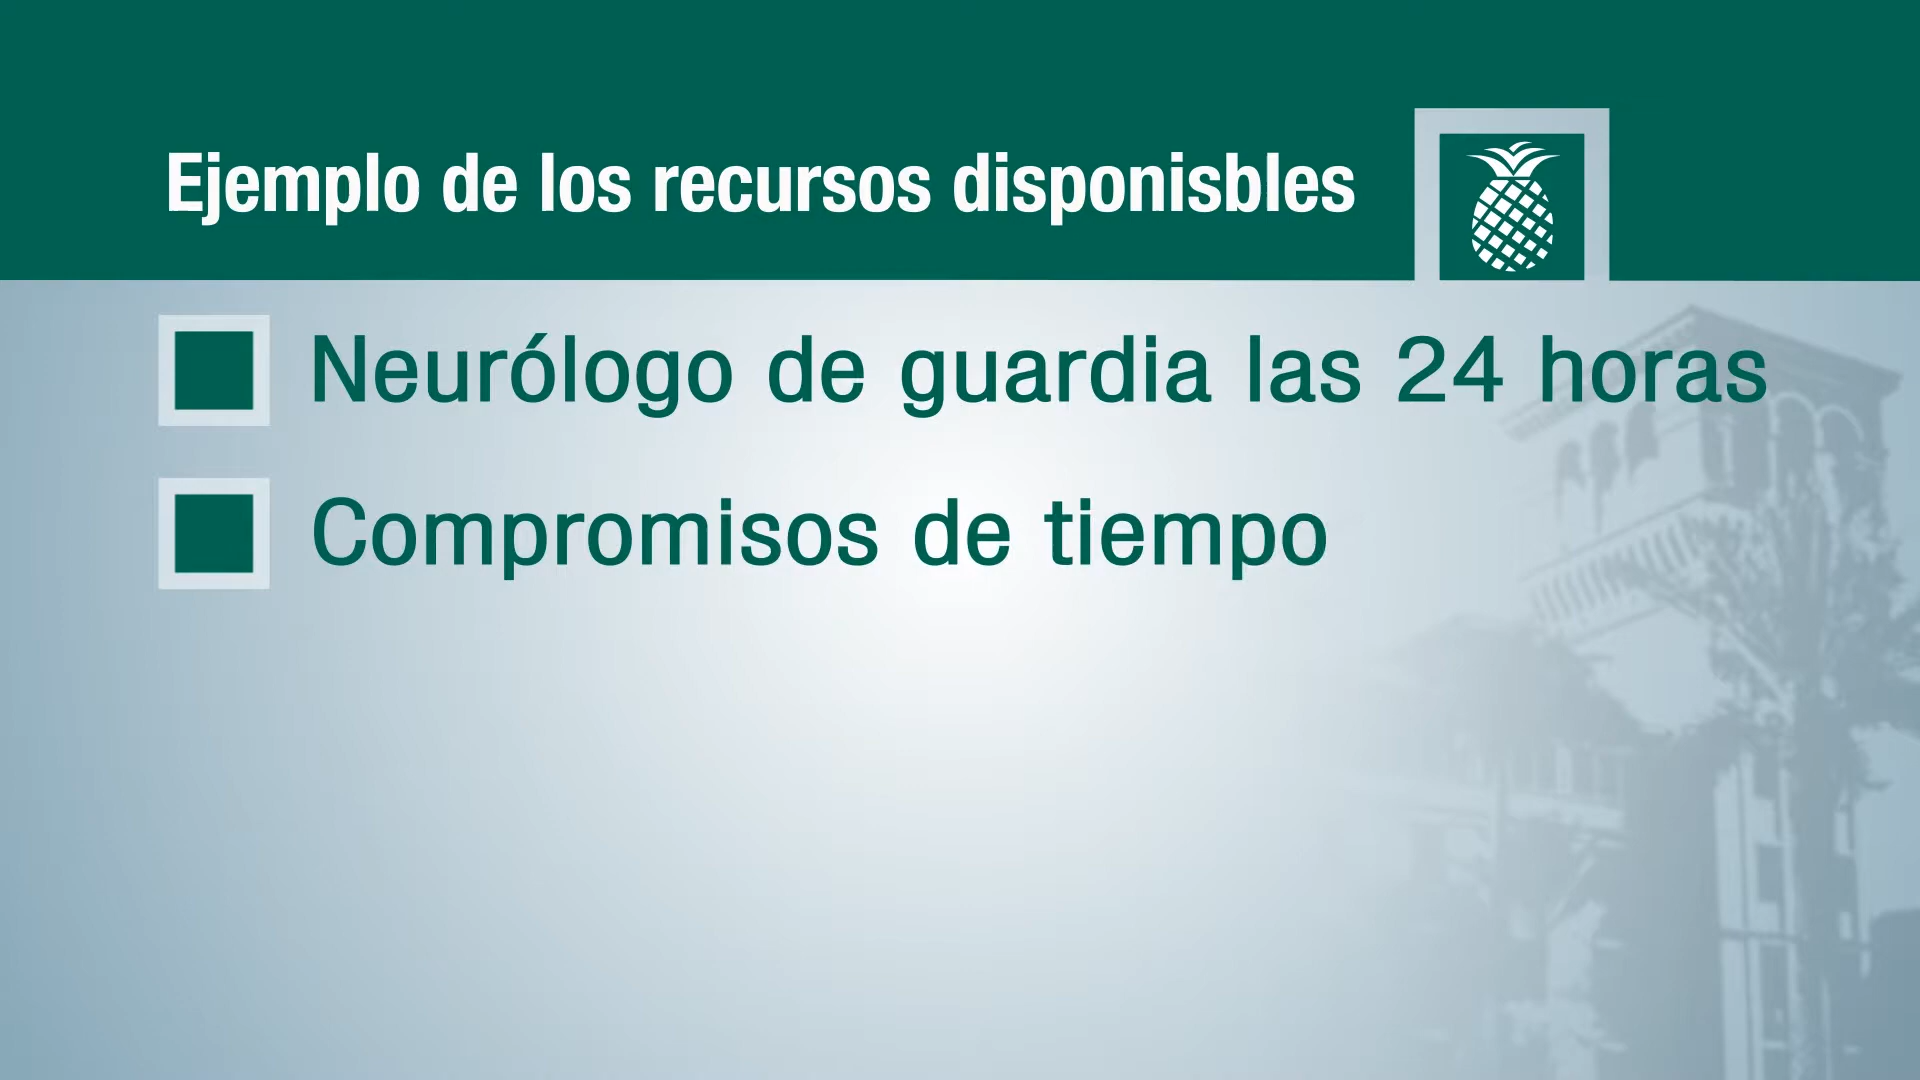 Ejemplo de los recursos disponisbles
Neurólogo de guardia las 24 horas
Compromisos de tiempo